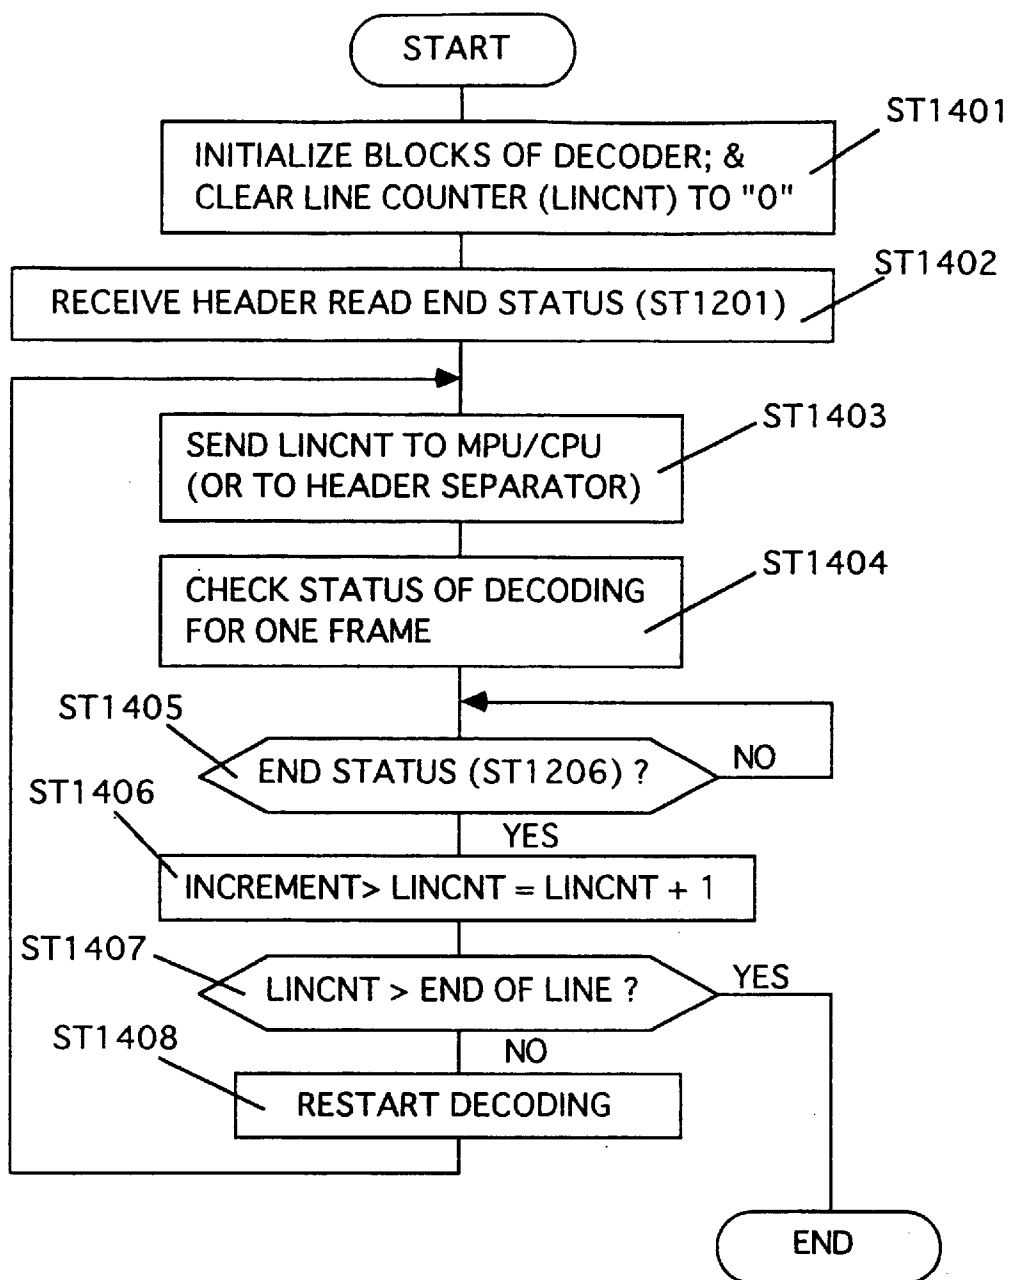 START
ST1401
INITIALIZE BLOCKS OF DECODER; &
CLEAR LINE COUNTER (LINCNT) TO "0"
ST1402
RECEIVE HEADER READ END STATUS (ST1201)
ST1403
SEND LINCNT TO MPU/CPU
(OR TO HEADER SEPARATOR)
ST1404
CHECK STATUS OF DECODING
FOR ONE FRAME
ST1405
END STATUS (ST1206) ?
NO
ST1406
YES
INCREMENT> LINCNT = LINCNT + 1
ST1407
LINCNT > END OF LINE ?
YES
ST1408
NO
RESTART DECODING
END